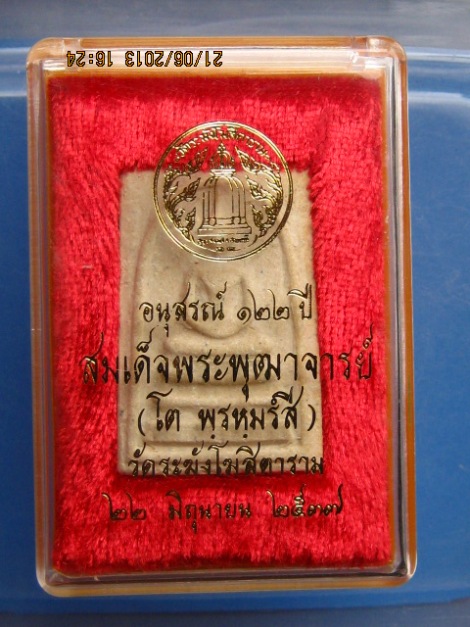 21/06/2013 16:24
อนุสรณ์ ๑๒๒ ปี
สมเด็จพระพุฒาจารย์
(โต พฺรหฺมรํสี)
วัดระฆังโฆสิตาราม
๒๒ มิถุนายน ๒๕๓๗